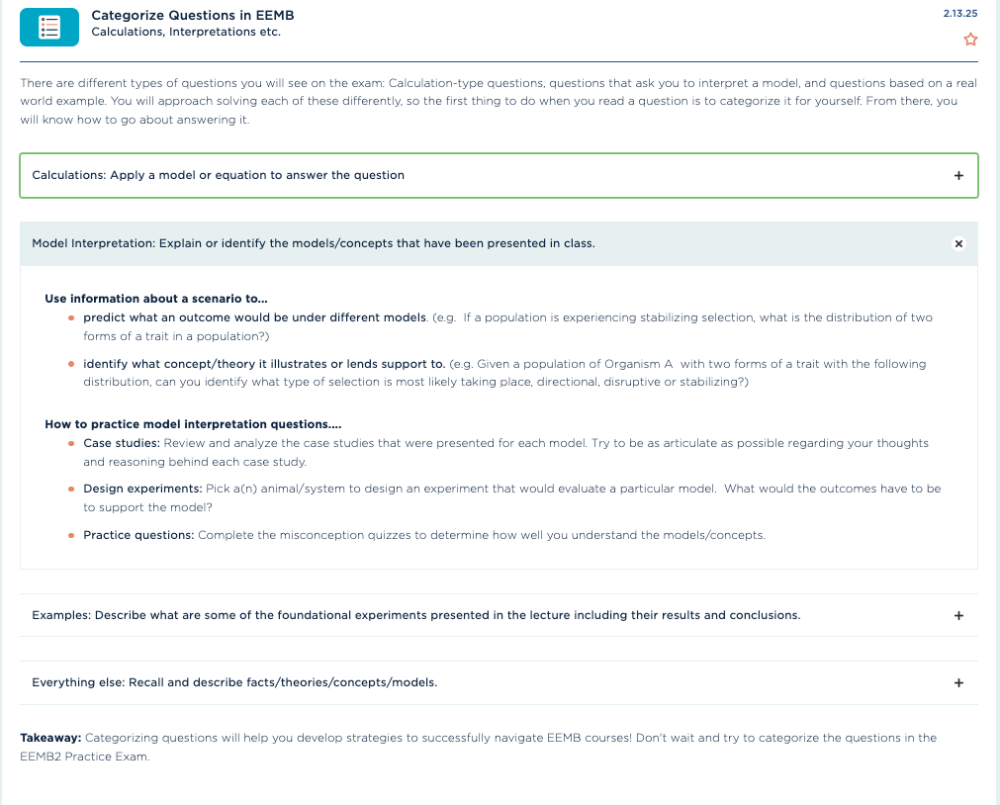 Categorize Questions in EEMB
2.13.25
Calculations, Interpretations etc.
There are different types of questions you will see on the exam: Calculation-type questions, questions that ask you to interpret a model, and questions based on a real
world example. You will approach solving each of these differently, so the first thing to do when you read a question is to categorize it for yourself. From there, you
will know how to go about answering it.
Calculations: Apply a model or equation to answer the question
Model Interpretation: Explain or identify the models/concepts that have been presented in class.
Use information about a scenario to...
predict what an outcome would be under different models. (e.g.  If a population is experiencing stabilizing selection, what is the distribution of two
forms of a trait in a population?)
identify what concept/theory it illustrates or lends support to. (e.g. Given a population of Organism A  with two forms of a trait with the following
distribution, can you identify what type of selection is most likely taking place, directional, disruptive or stabilizing?)
How to practice model interpretation questions....
Case studies: Review and analyze the case studies that were presented for each model. Try to be as articulate as possible regarding your thoughts
and reasoning behind each case study.
Design experiments: Pick a(n) animal/system to design an experiment that would evaluate a particular model.  What would the outcomes have to be
to support the model?
Practice questions: Complete the misconception quizzes to determine how well you understand the models/concepts.
Examples: Describe what are some of the foundational experiments presented in the lecture including their results and conclusions.
Everything else: Recall and describe facts/theories/concepts/models.
Takeaway: Categorizing questions will help you develop strategies to successfully navigate EEMB courses! Don't wait and try to categorize the questions in the
EEMB2 Practice Exam.